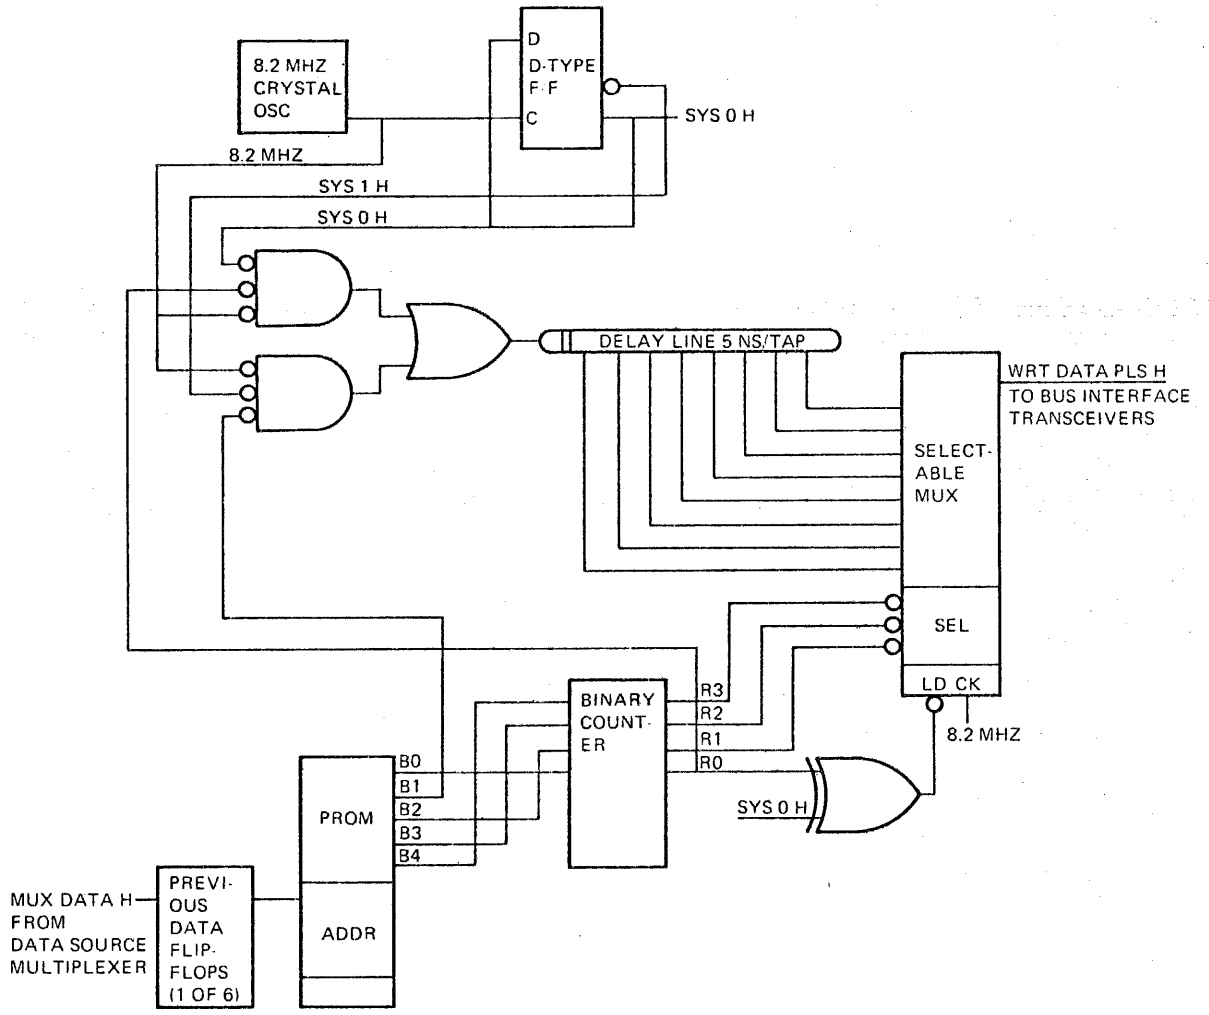 8.2 MHZ
CRYSTAL
OSC
D
D-TYPE
F-F
C
SYS 0 H
8.2 MHZ
SYS 1 H
SYS 0 H
DELAY LINE 5 NS/TAP
WRT DATA PLS H
TO BUS INTERFACE
TRANSCEIVERS
SELECT-
ABLE
MUX
SEL
LD CK
8.2 MHZ
BINARY
COUNT-
ER
R3
R2
R1
R0
SYS 0 H
B0
B1
B2
B3
B4
PROM
ADDR
MUX DATA H
FROM
DATA SOURCE
MULTIPLEXER
PREVI-
OUS
DATA
FLIP-
FLOPS
(1 OF 6)